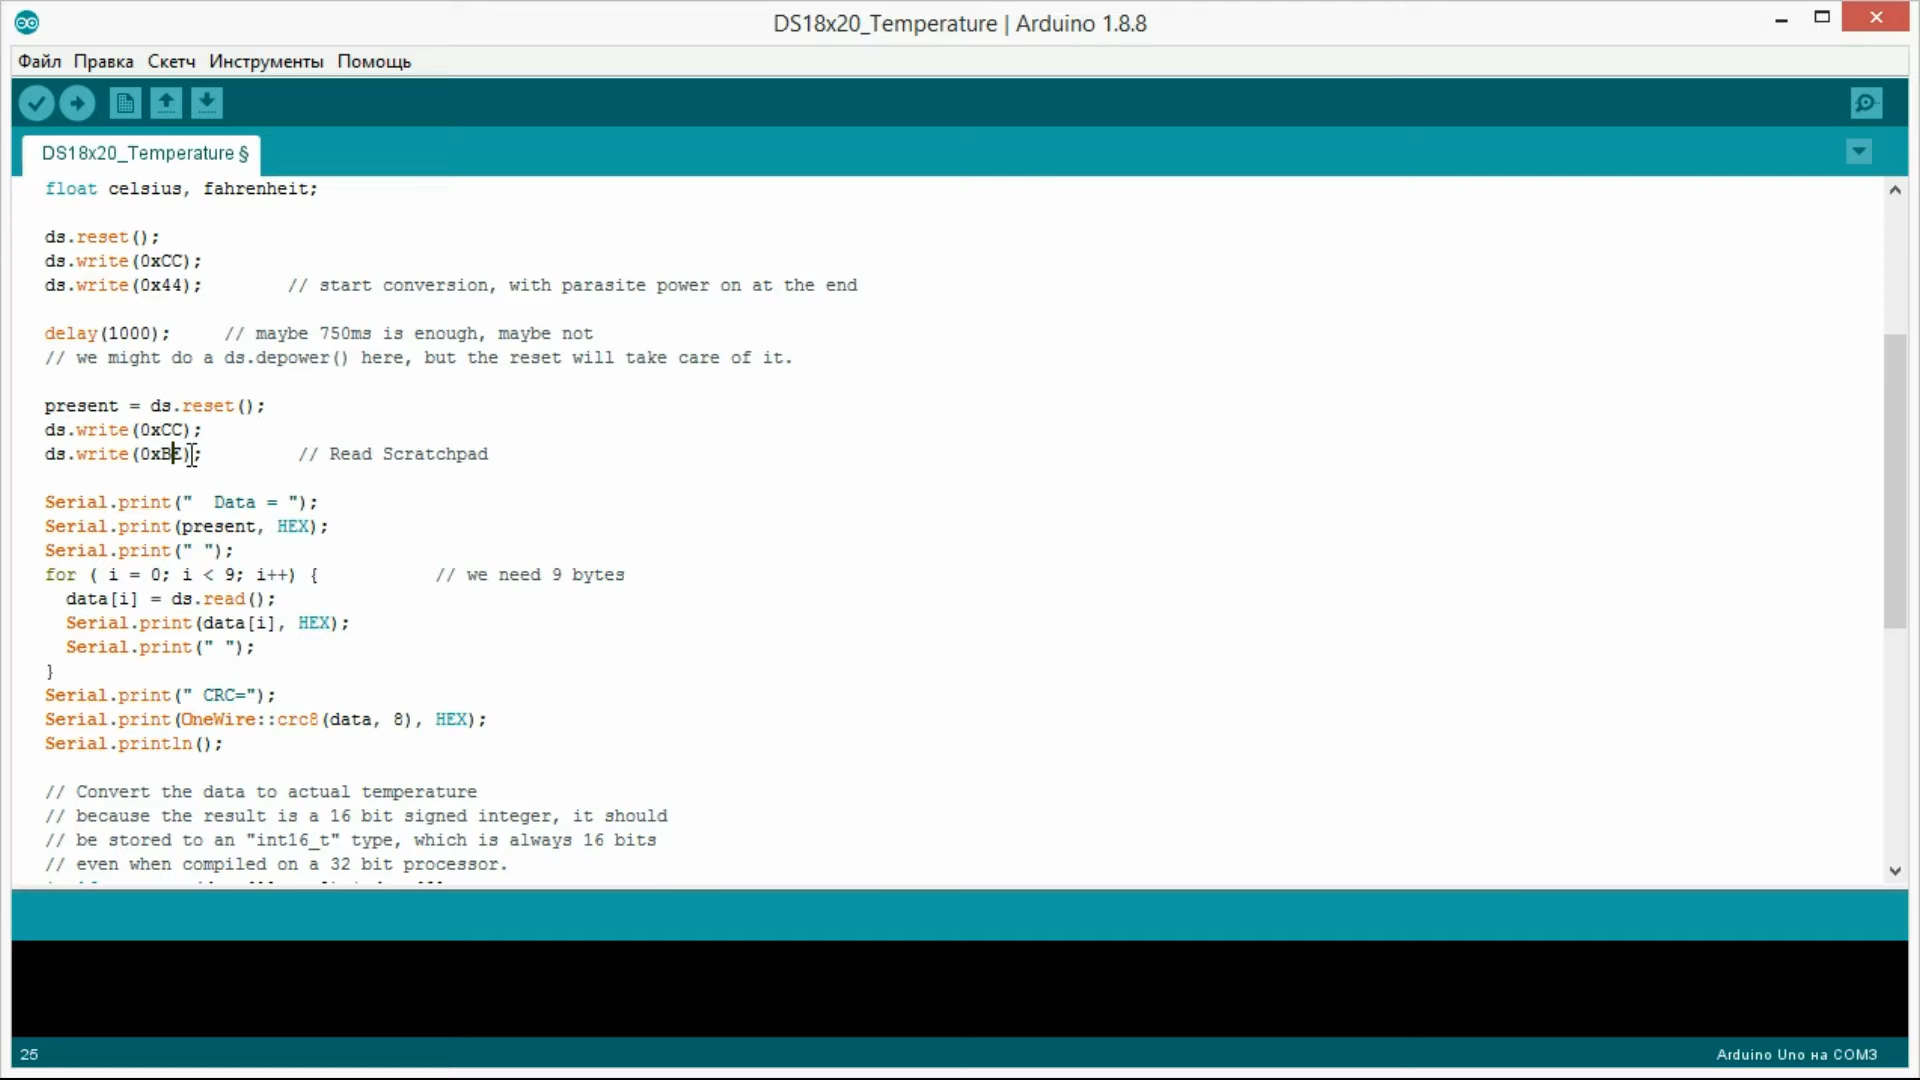 DS18x20_Temperature | Arduino 1.8.8
Файл Правка Скетч Инструменты Помощь
DS18x20_Temperature §
float celsius, fahrenheit;
ds.reset();
ds.write(0xCC);
ds.write(0x44);        // start conversion, with parasite power on at the end
delay(1000);     // maybe 750ms is enough, maybe not
// we might do a ds.depower() here, but the reset will take care of it.
present = ds.reset();
ds.write(0xCC);
ds.write(0xBE);         // Read Scratchpad
Serial.print("  Data = ");
Serial.print(present, HEX);
Serial.print(" ");
for ( i = 0; i < 9; i++) {           // we need 9 bytes
  data[i] = ds.read();
  Serial.print(data[i], HEX);
  Serial.print(" ");
}
Serial.print(" CRC=");
Serial.print(OneWire::crc8(data, 8), HEX);
Serial.println();
// Convert the data to actual temperature
// because the result is a 16 bit signed integer, it should
// be stored to an "int16_t" type, which is always 16 bits
// even when compiled on a 32 bit processor.
25
Arduino Uno на COM3